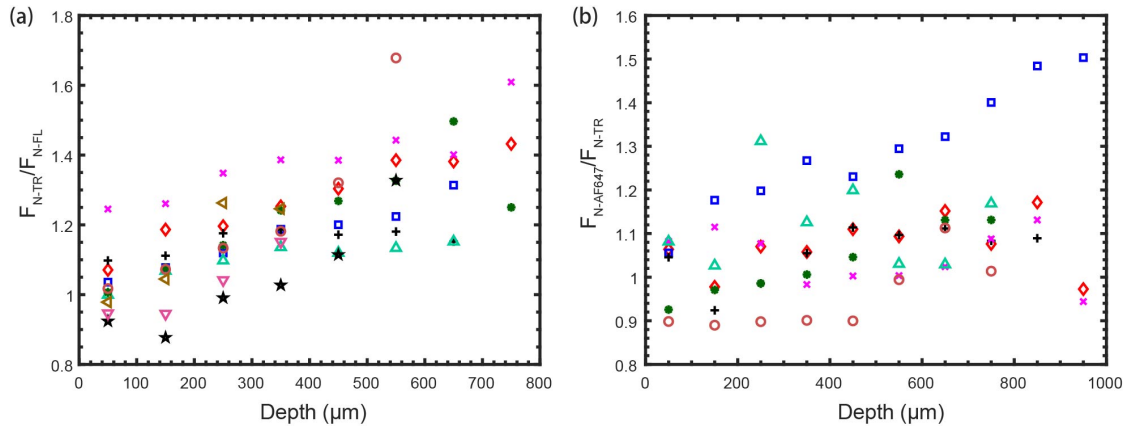 (a)
1.8
1.6
1.4
1.2
1
0.8
F_N-TR/F_N-FL
0 100 200 300 400 500 600 700 800
Depth (μm)
(b)
1.6
1.5
1.4
1.3
1.2
1.1
1
0.9
0.8
F_N-AF647/F_N-TR
0 200 400 600 800 1000
Depth (μm)